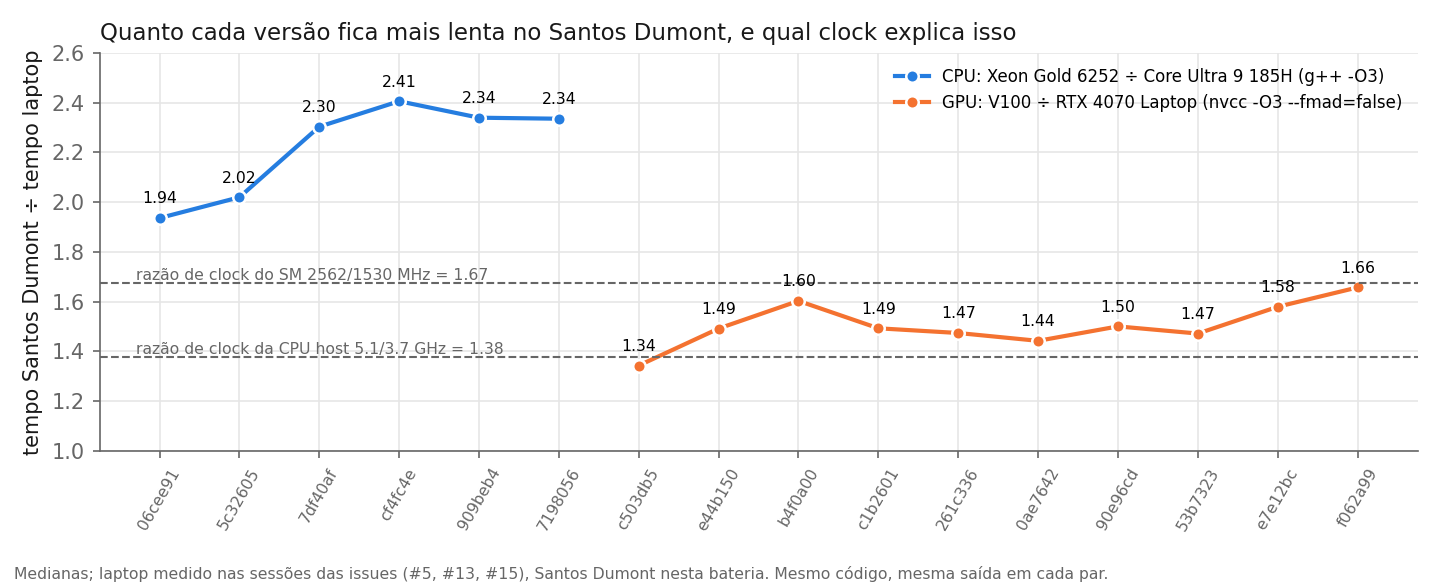 Quanto cada versão fica mais lenta no Santos Dumont, e qual clock explica isso
tempo Santos Dumont ÷ tempo laptop
2.6
2.4
2.2
2.0
1.8
1.6
1.4
1.2
1.0
CPU: Xeon Gold 6252 ÷ Core Ultra 9 185H (g++ -O3)
GPU: V100 ÷ RTX 4070 Laptop (nvcc -O3 --fmad=false)
1.94
2.02
2.30
2.41
2.34
2.34
razão de clock do SM 2562/1530 MHz = 1.67
razão de clock da CPU host 5.1/3.7 GHz = 1.38
1.34
1.49
1.60
1.49
1.47
1.44
1.50
1.47
1.58
1.66
06cee91
5c32605
7df40af
cf4fc4e
909beb4
7198056
c503db5
e44b150
b4f0a00
c1b2601
261c336
0ae7642
90e96cd
53b7323
e7e12bc
f062a99
Medianas; laptop medido nas sessões das issues (#5, #13, #15), Santos Dumont nesta bateria. Mesmo código, mesma saída em cada par.